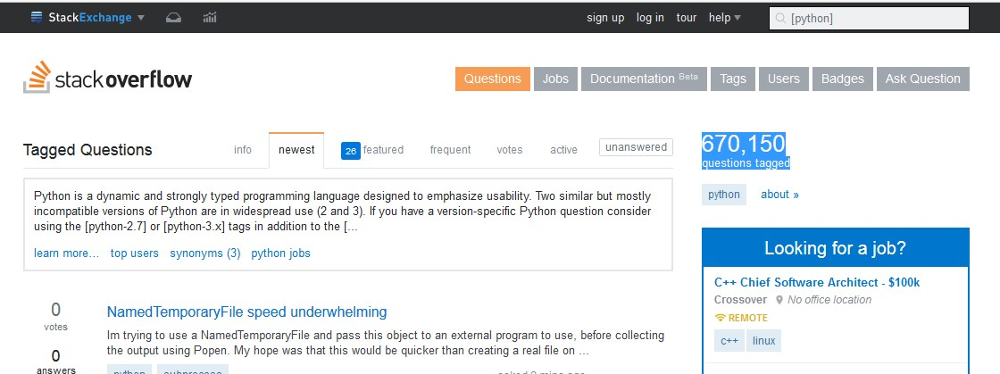 StackExchange
sign up log in tour help
[python]
stackoverflow
Questions Jobs Documentation Beta Tags Users Badges Ask Question
Tagged Questions
info newest 26 featured frequent votes active unanswered
670,150
questions tagged
python about »
Python is a dynamic and strongly typed programming language designed to emphasize usability. Two similar but mostly
incompatible versions of Python are in widespread use (2 and 3). If you have a version-specific Python question consider
using the [python-2.7] or [python-3.x] tags in addition to the [...
learn more... top users synonyms (3) python jobs
Looking for a job?
C++ Chief Software Architect - $100k
Crossover No office location
REMOTE
c++ linux
0
votes
0
answers
NamedTemporaryFile speed underwhelming
Im trying to use a NamedTemporaryFile and pass this object to an external program to use, before collecting
the output using Popen. My hope was that this would be quicker than creating a real file on ...
python subprocess